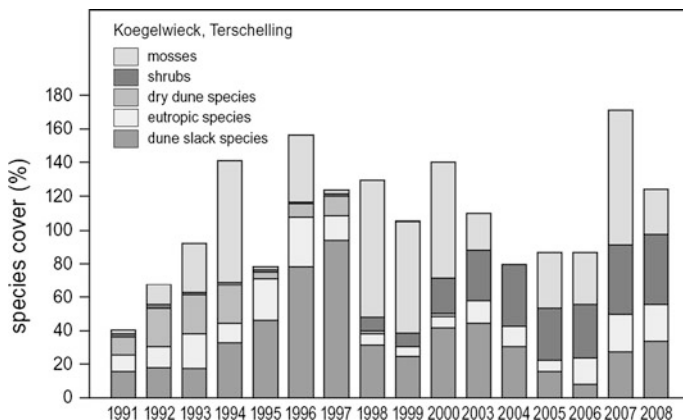 Koegelwieck, Terschelling
mosses
shrubs
dry dune species
eutropic species
dune slack species
species cover (%)
180
160
140
120
100
80
60
40
20
0
1991 1992 1993 1994 1995 1996 1997 1998 1999 2000 2003 2004 2005 2006 2007 2008